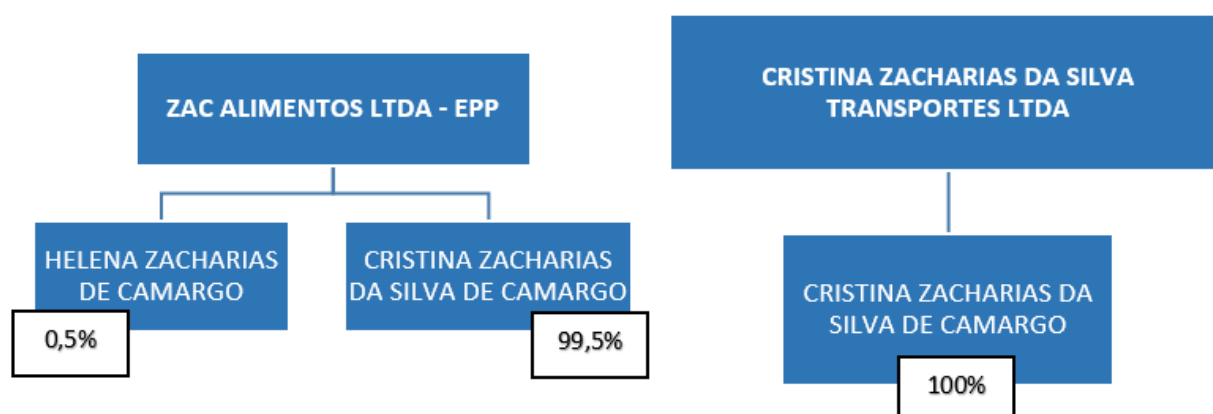 ZAC ALIMENTOS LTDA - EPP
HELENA ZACHARIAS
DE CAMARGO
0,5%
CRISTINA ZACHARIAS
DA SILVA DE CAMARGO
99,5%
CRISTINA ZACHARIAS DA SILVA
TRANSPORTES LTDA
CRISTINA ZACHARIAS DA
SILVA DE CAMARGO
100%